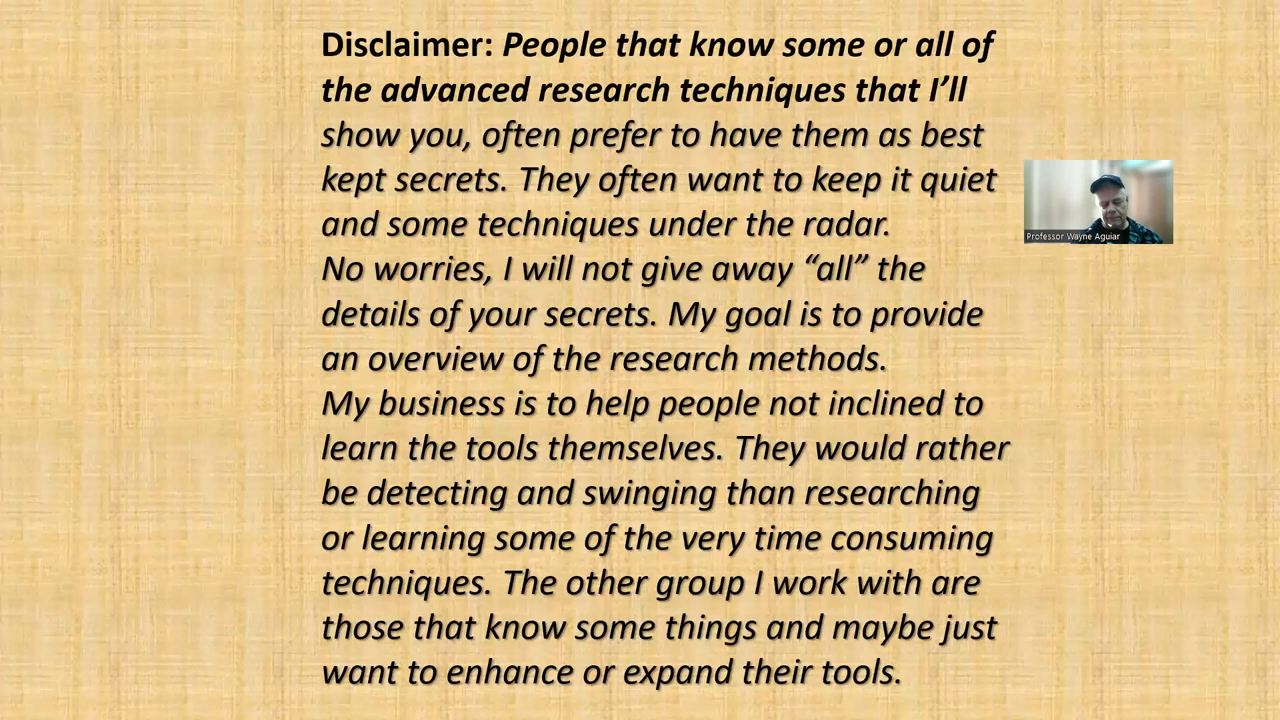 Disclaimer: People that know some or all of
the advanced research techniques that I’ll
show you, often prefer to have them as best
kept secrets. They often want to keep it quiet
and some techniques under the radar.
No worries, I will not give away “all” the
details of your secrets. My goal is to provide
an overview of the research methods.
My business is to help people not inclined to
learn the tools themselves. They would rather
be detecting and swinging than researching
or learning some of the very time consuming
techniques. The other group I work with are
those that know some things and maybe just
want to enhance or expand their tools.
Professor Wayne Aguiar